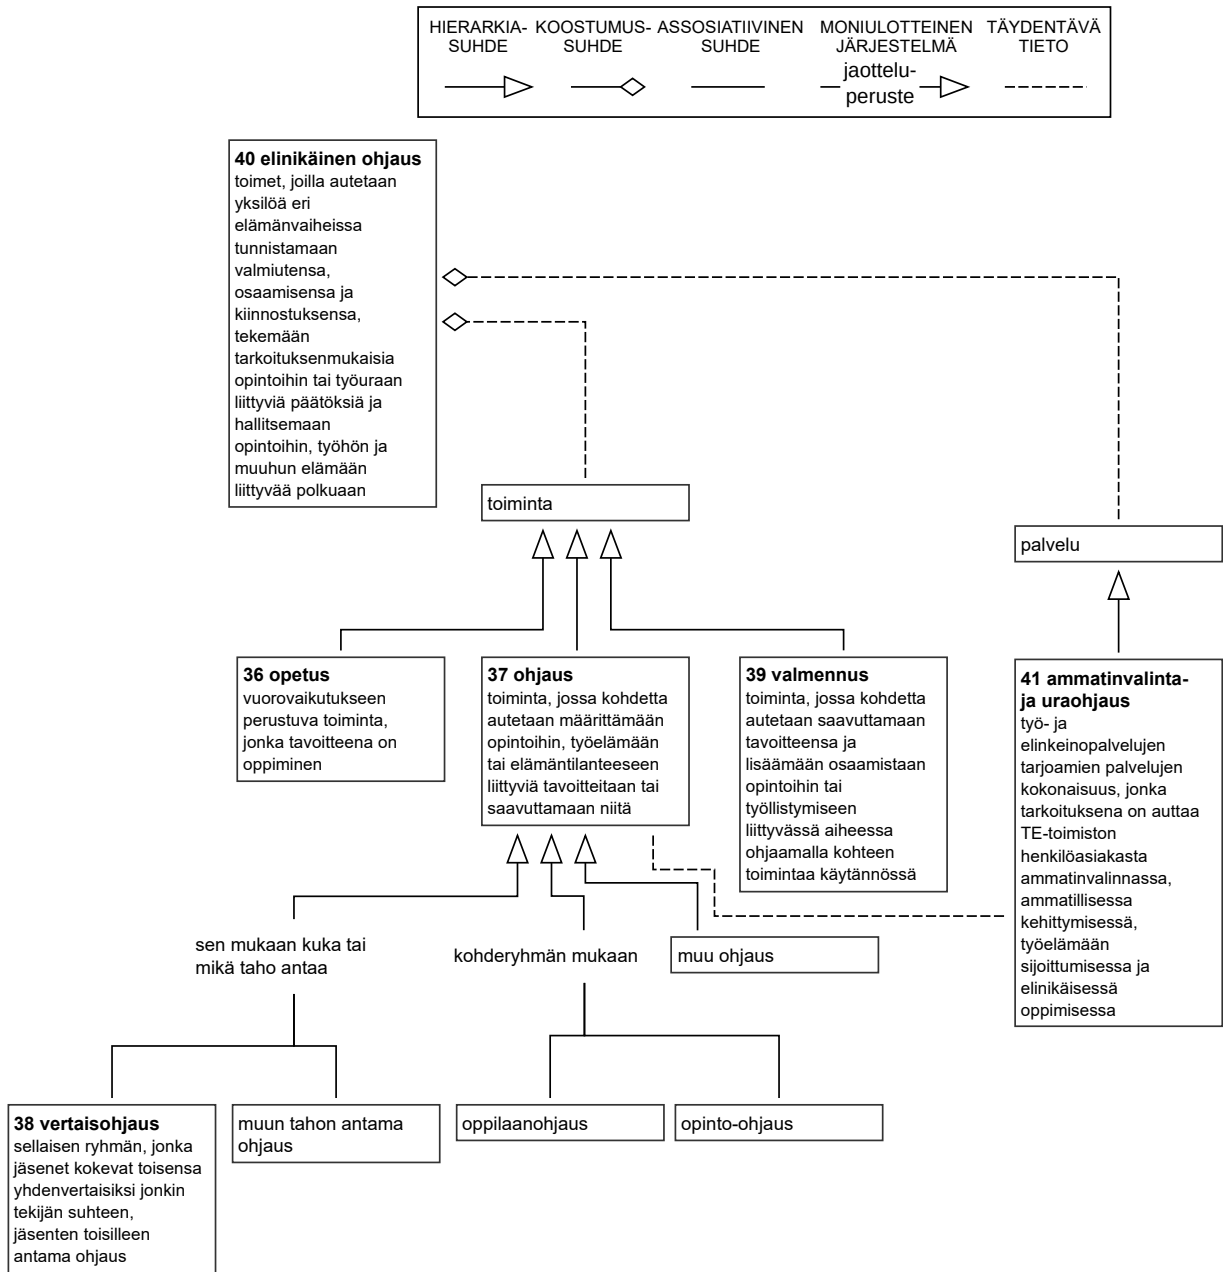 HIERARKIA-
SUHDE
KOOSTUMUS-
SUHDE
ASSOSIATIIVINEN
SUHDE
MONIULOTTEINEN
JÄRJESTELMÄ
jaottelu-
peruste
TÄYDENTÄVÄ
TIETO
40 elinikäinen ohjaus
toimet, joilla autetaan
yksilöä eri
elämänvaiheissa
tunnistamaan
valmiutensa,
osaamisensa ja
kiinnostuksensa,
tekemään
tarkoituksenmukaisia
opintoihin tai työuraan
liittyviä päätöksiä ja
hallitsemaan
opintoihin, työhön ja
muuhun elämään
liittyvää polkuaan
toiminta
palvelu
36 opetus
vuorovaikutukseen
perustuva toiminta,
jonka tavoitteena on
oppiminen
37 ohjaus
toiminta, jossa kohdetta
autetaan määrittämään
opintoihin, työelämään
tai elämäntilanteeseen
liittyviä tavoitteitaan tai
saavuttamaan niitä
39 valmennus
toiminta, jossa kohdetta
autetaan saavuttamaan
tavoitteensa ja
lisäämään osaamistaan
opintoihin tai
työllistymiseen
liittyvässä aiheessa
ohjaamalla kohteen
toimintaa käytännössä
41 ammatinvalinta-
ja uraohjaus
työ- ja
elinkeinopalvelujen
tarjoamien palvelujen
kokonaisuus, jonka
tarkoituksena on auttaa
TE-toimiston
henkilöasiakasta
ammatinvalinnassa,
ammatillisessa
kehittymisessä,
työelämään
sijoittumisessa ja
elinikäisessä
oppimisessa
sen mukaan kuka tai
mikä taho antaa
kohderyhmän mukaan
muu ohjaus
38 vertaisohjaus
sellaisen ryhmän, jonka
jäsenet kokevat toisensa
yhdenvertaisiksi jonkin
tekijän suhteen,
jäsenten toisilleen
antama ohjaus
muun tahon antama
ohjaus
oppilaanohjaus
opinto-ohjaus